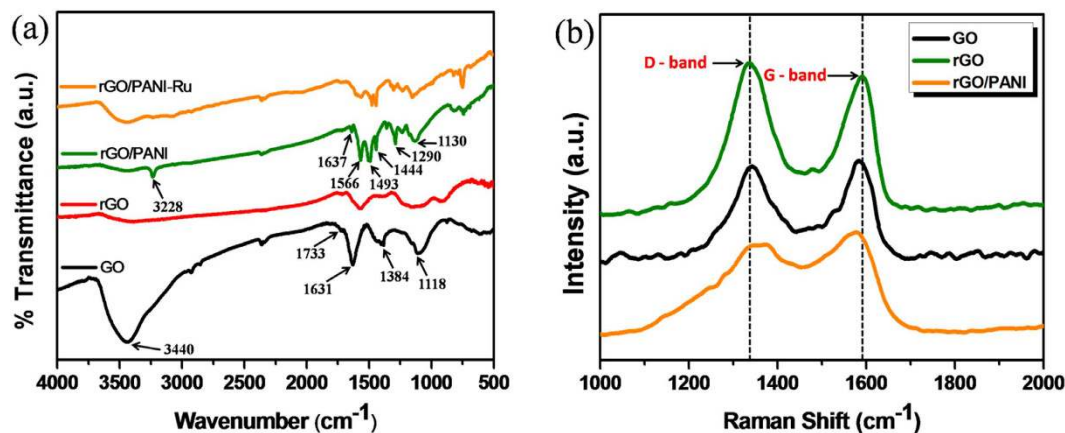 (a)
% Transmittance (a.u.)
rGO/PANI-Ru
rGO/PANI
1637
1130
1290
1444
1566
1493
3228
rGO
GO
1733
1384
1118
1631
3440
4000 3500 3000 2500 2000 1500 1000 500
Wavenumber (cm⁻¹)
(b)
Intensity (a.u.)
GO
rGO
rGO/PANI
D - band
G - band
1000 1200 1400 1600 1800 2000
Raman Shift (cm⁻¹)